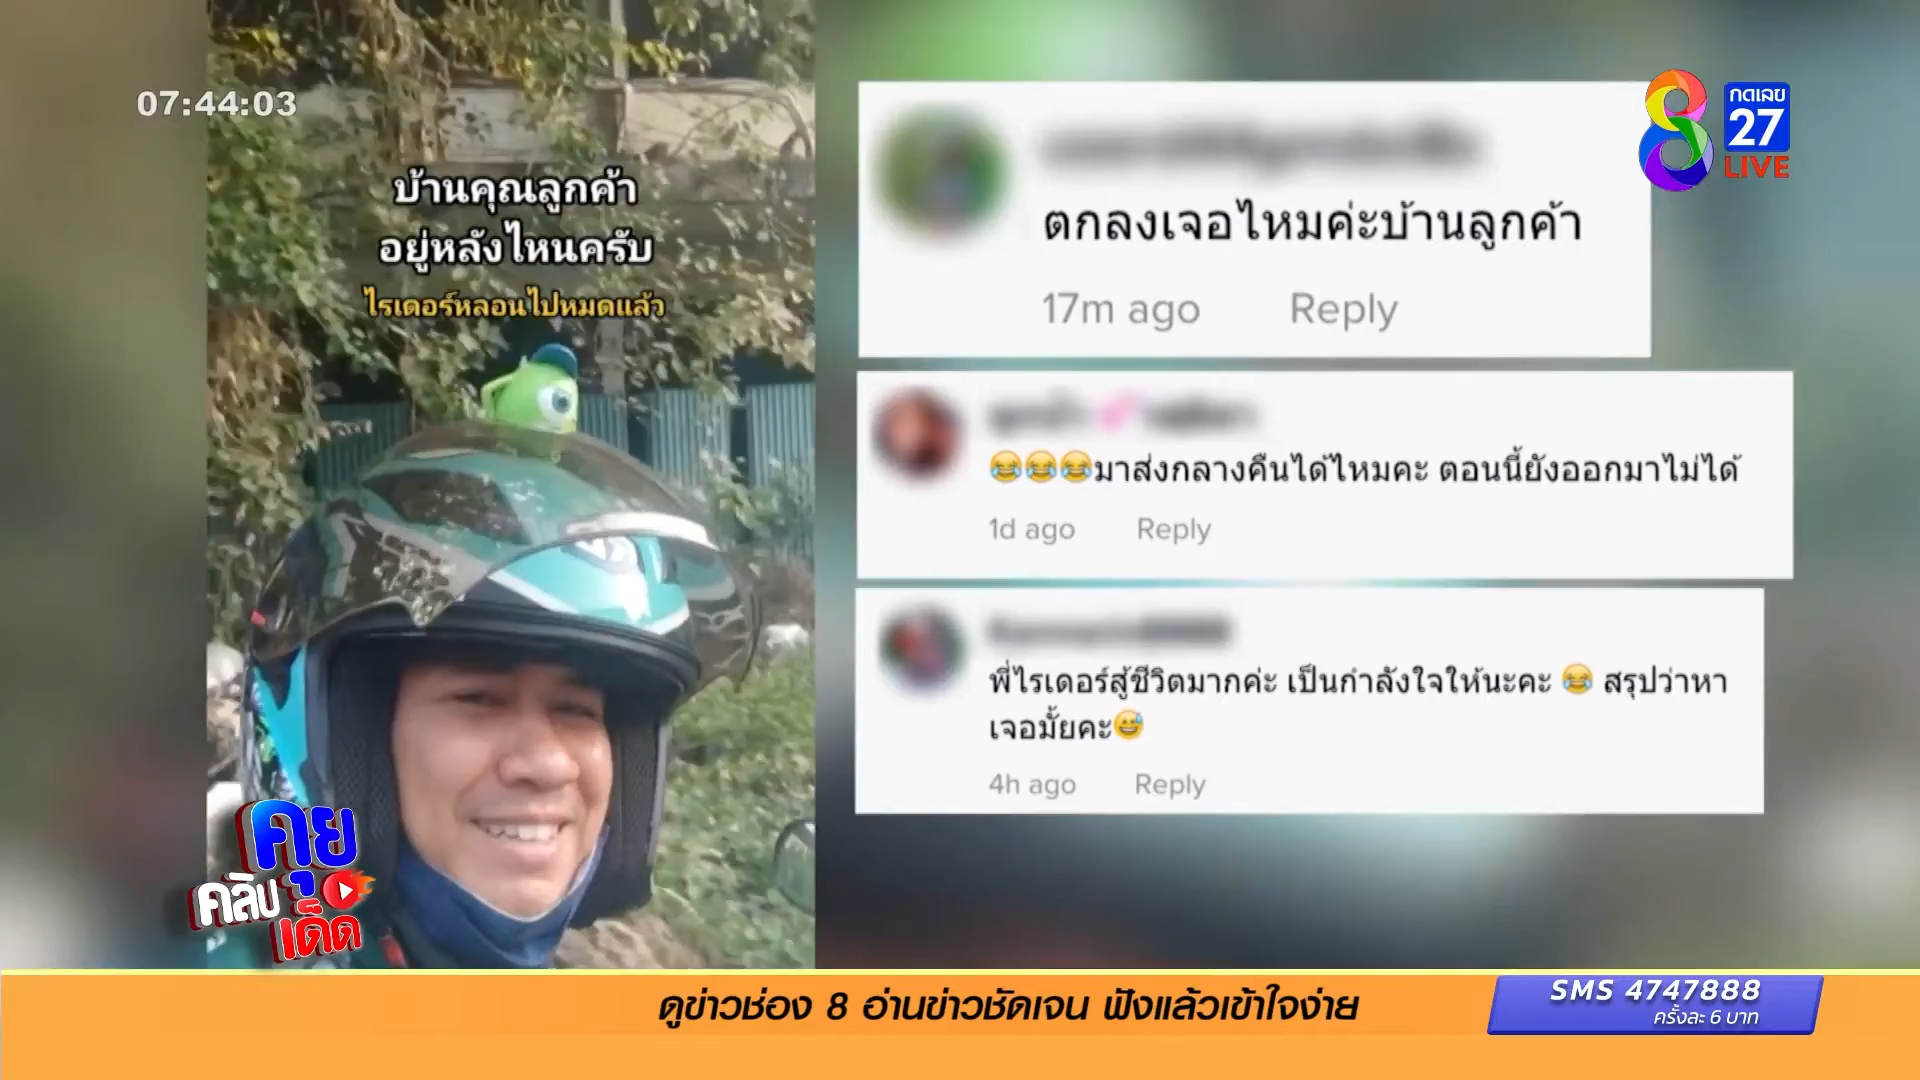 07:44:03
บ้านคุณลูกค้า
อยู่หลังไหนครับ
ไรเดอร์หลอนไปหมดแล้ว
ตกลงเจอไหมค่ะบ้านลูกค้า
17m ago Reply
😂😂😂มาส่งกลางคืนได้ไหมคะ ตอนนี้ยังออกมาไม่ได้
1d ago Reply
พี่ไรเดอร์สู้ชีวิตมากค่ะ เป็นกำลังใจให้นะคะ 😂 สรุปว่าหา
เจอมั้ยคะ😅
4h ago Reply
8
กดเลข
27
LIVE
คุย
คลิป
เด็ด
ดูข่าวช่อง 8 อ่านข่าวชัดเจน ฟังแล้วเข้าใจง่าย
SMS 4747888
ครั้งละ 6 บาท